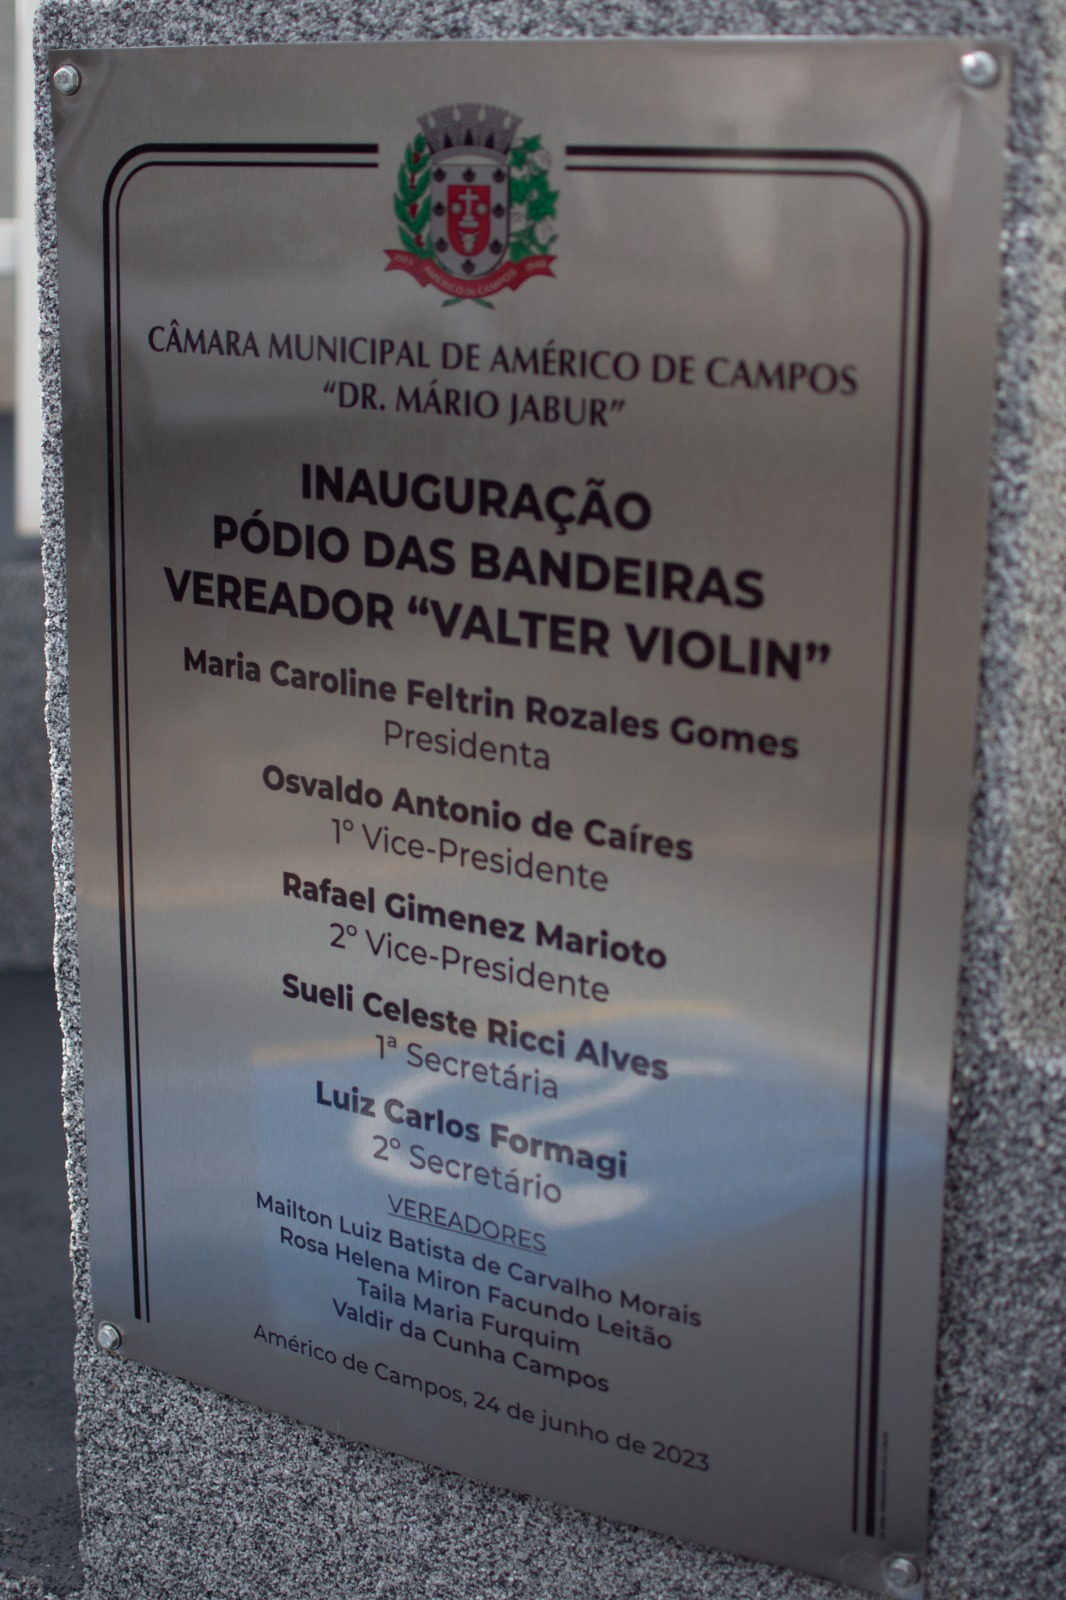 AMÉRICO DE CAMPOS
CÂMARA MUNICIPAL DE AMÉRICO DE CAMPOS
“DR. MÁRIO JABUR”
INAUGURAÇÃO
PÓDIO DAS BANDEIRAS
VEREADOR “VALTER VIOLIN”
Maria Caroline Feltrin Rozales Gomes
Presidenta
Osvaldo Antonio de Caíres
1º Vice-Presidente
Rafael Gimenez Marioto
2º Vice-Presidente
Sueli Celeste Ricci Alves
1ª Secretária
Luiz Carlos Formagi
2º Secretário
VEREADORES
Mailton Luiz Batista de Carvalho Morais
Rosa Helena Miron Facundo Leitão
Taila Maria Furquim
Valdir da Cunha Campos
Américo de Campos, 24 de junho de 2023